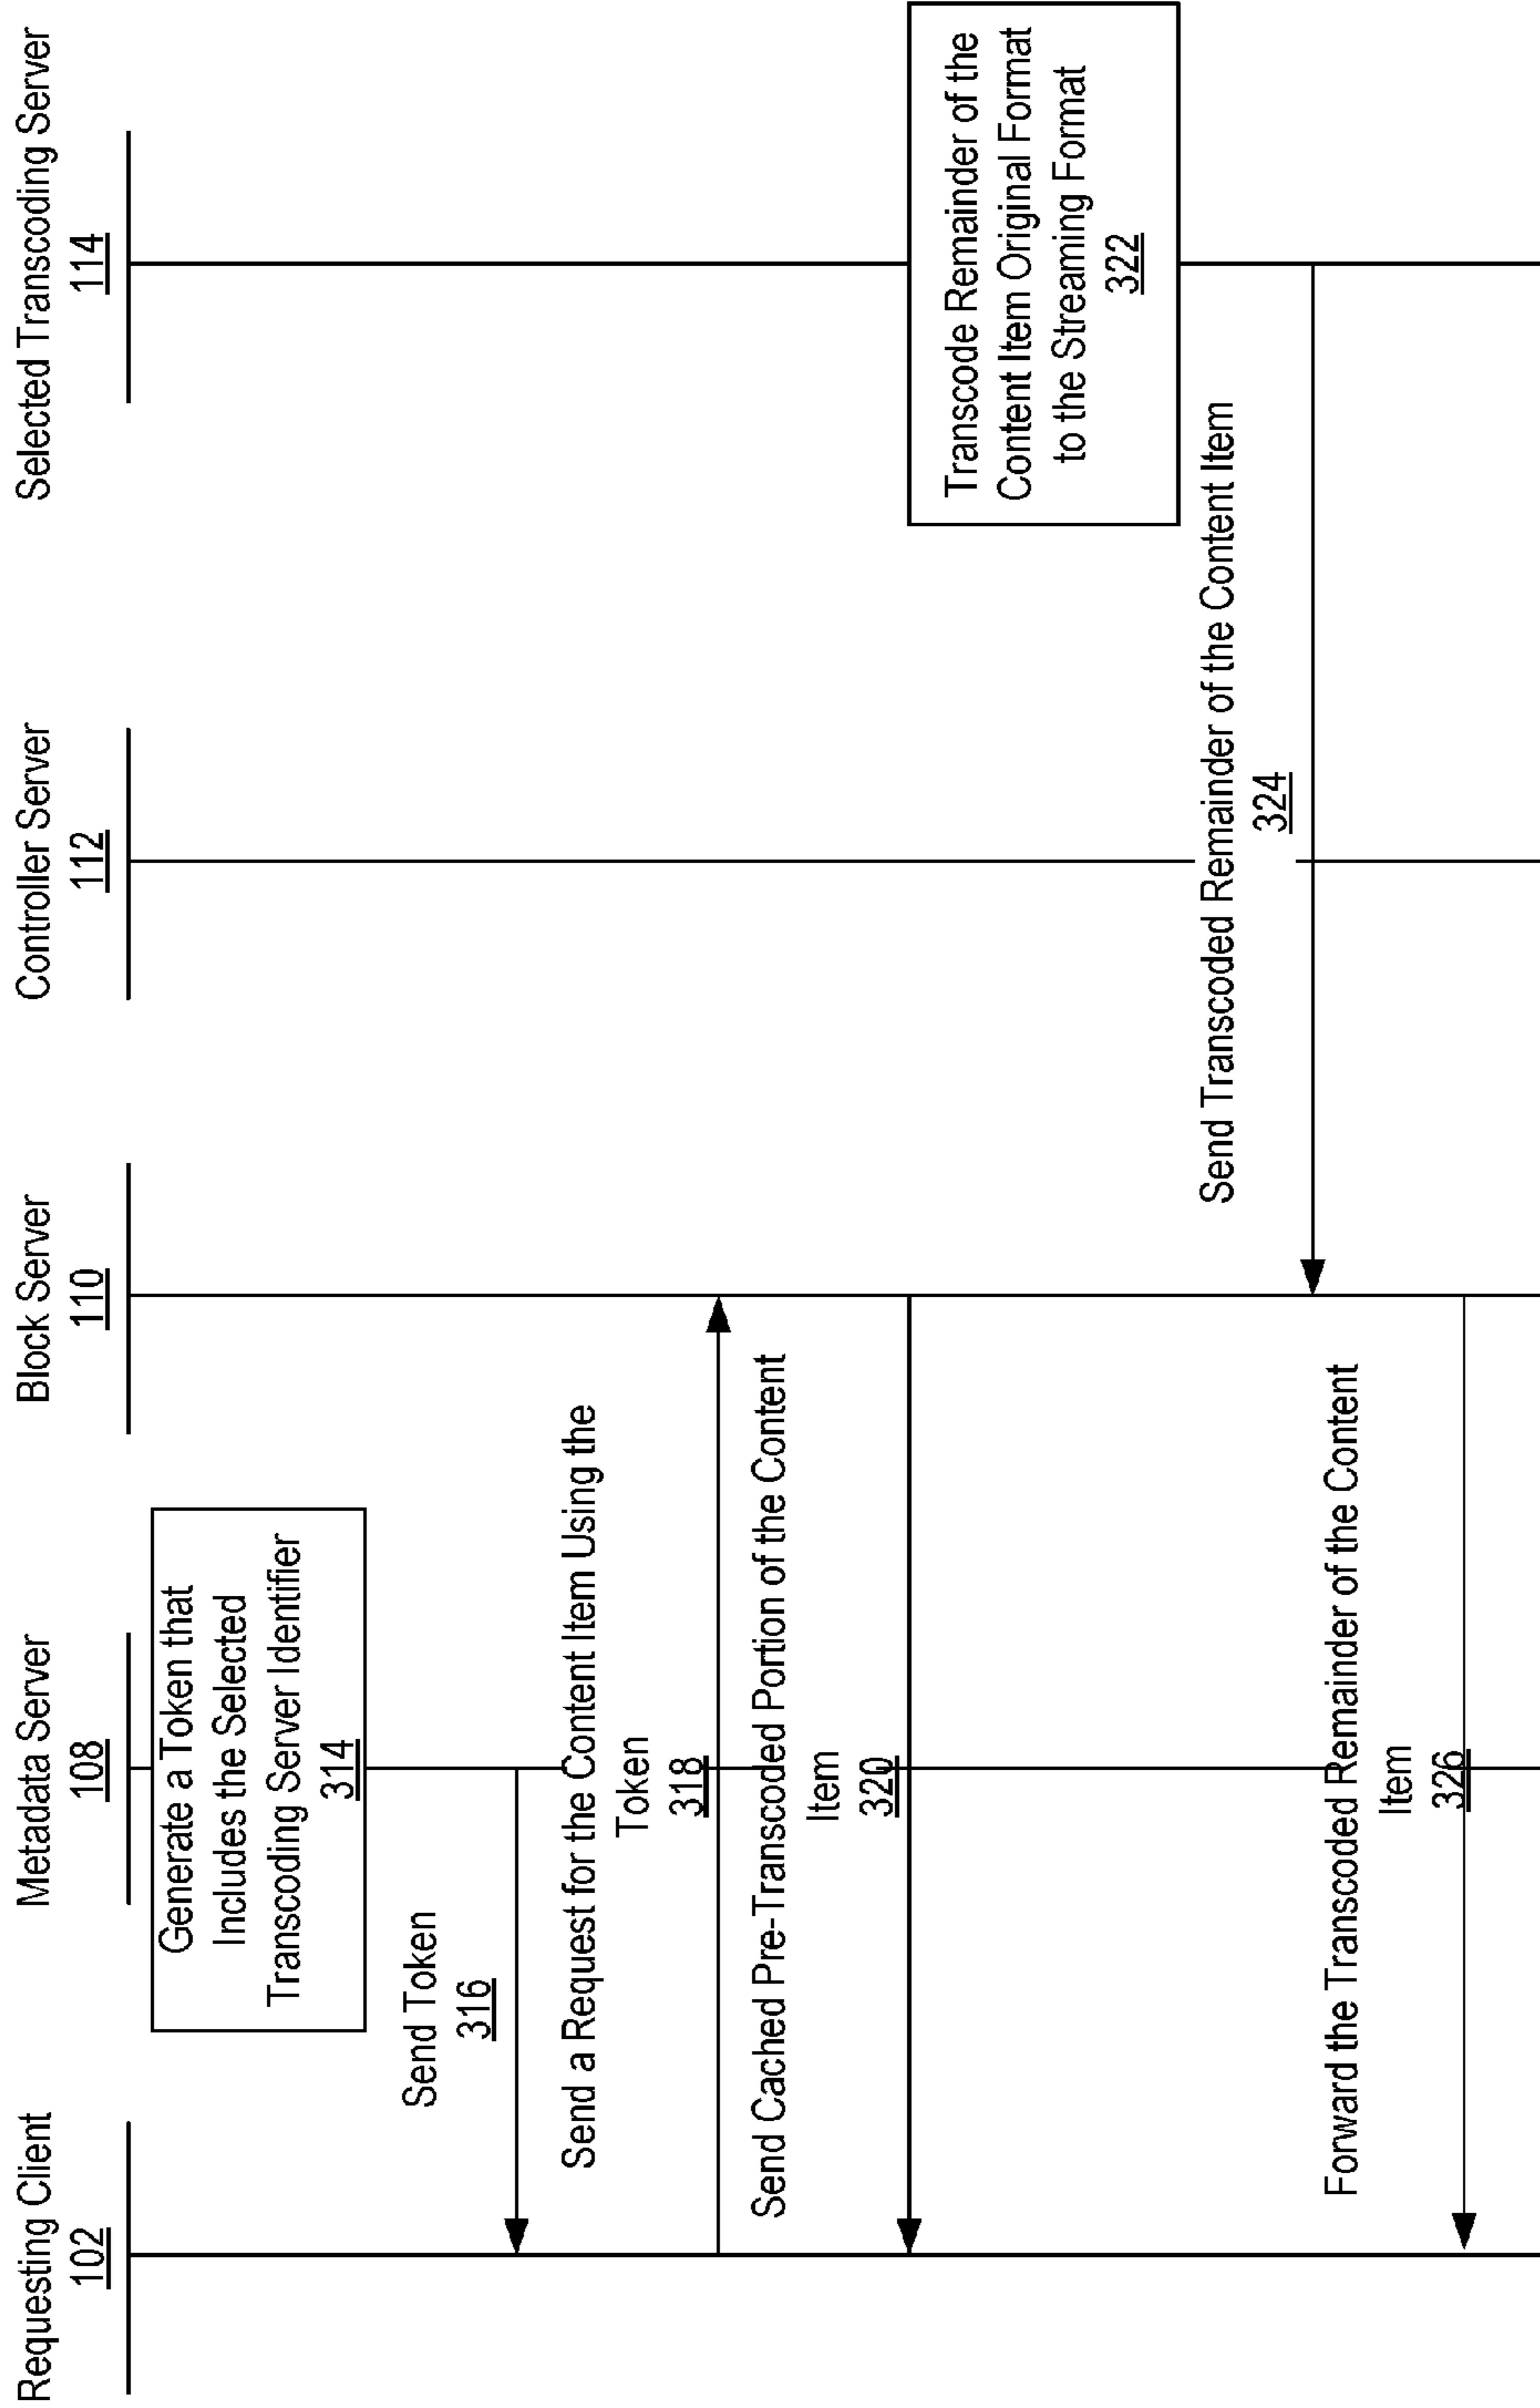 Requesting Client
102
Metadata Server
108
Block Server
110
Controller Server
112
Selected Transcoding Server
114
Generate a Token that
Includes the Selected
Transcoding Server Identifier
314
Send Token
316
Send a Request for the Content Item Using the
Token
318
Send Cached Pre-Transcoded Portion of the Content
Item
320
Transcode Remainder of the
Content Item Original Format
to the Streaming Format
322
Send Transcoded Remainder of the Content Item
324
Forward the Transcoded Remainder of the Content
Item
326